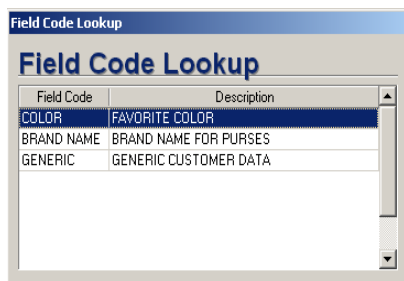 Field Code Lookup
Field Code Lookup
Field Code Description
COLOR FAVORITE COLOR
BRAND NAME BRAND NAME FOR PURSES
GENERIC GENERIC CUSTOMER DATA